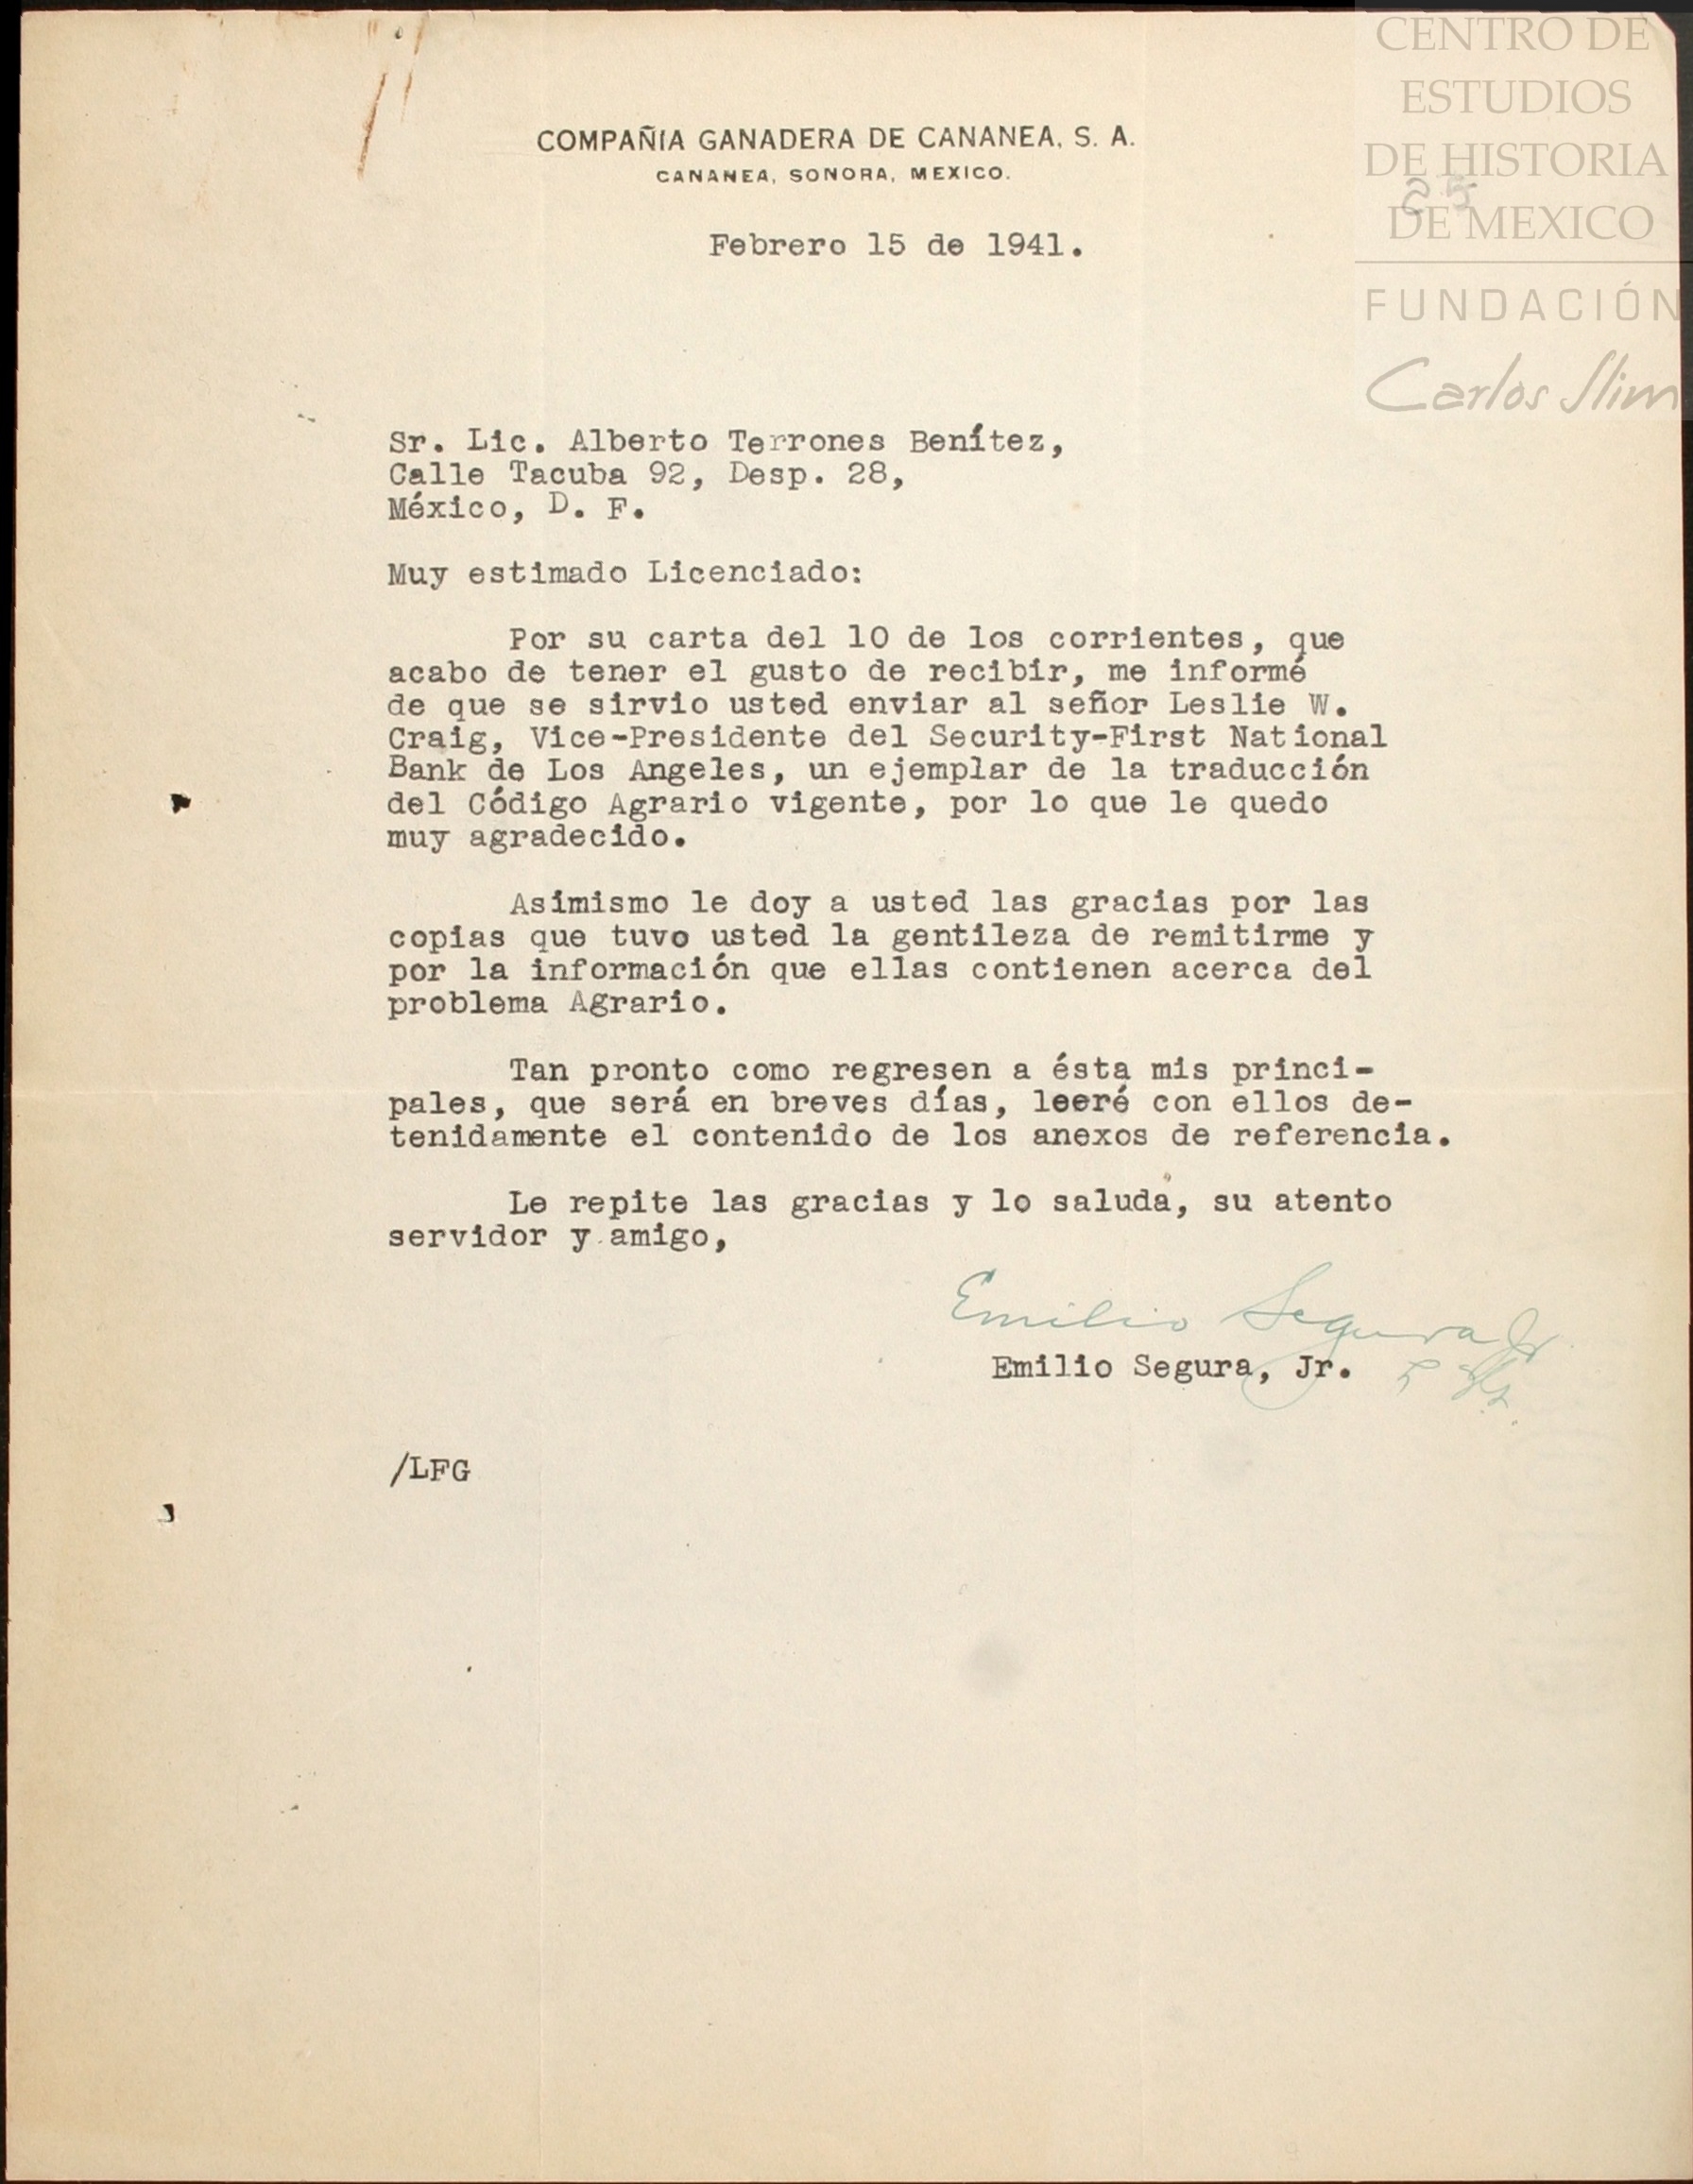 CENTRO DE
ESTUDIOS
DE HISTORIA
DE MEXICO
FUNDACIÓN
Carlos Slim
25
COMPAÑIA GANADERA DE CANANEA, S. A.
CANANEA, SONORA, MEXICO.
Febrero 15 de 1941.
Sr. Lic. Alberto Terrones Benítez,
Calle Tacuba 92, Desp. 28,
México, D. F.
Muy estimado Licenciado:
Por su carta del 10 de los corrientes, que
acabo de tener el gusto de recibir, me informé
de que se sirvio usted enviar al señor Leslie W.
Craig, Vice-Presidente del Security-First National
Bank de Los Angeles, un ejemplar de la traducción
del Código Agrario vigente, por lo que le quedo
muy agradecido.
Asimismo le doy a usted las gracias por las
copias que tuvo usted la gentileza de remitirme y
por la información que ellas contienen acerca del
problema Agrario.
Tan pronto como regresen a ésta mis princi-
pales, que será en breves días, leeré con ellos de-
tenidamente el contenido de los anexos de referencia.
Le repite las gracias y lo saluda, su atento
servidor y amigo,
Emilio Segura Jr
Emilio Segura, Jr.
/LFG